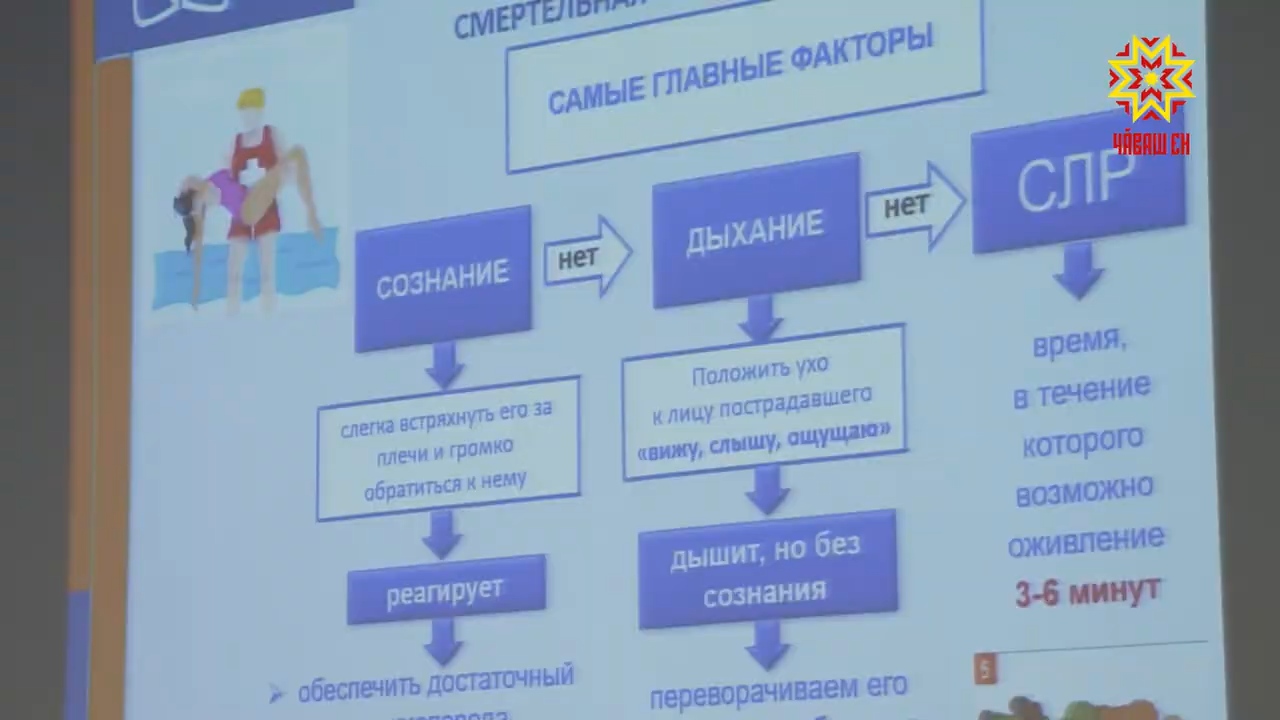 СМЕРТЕЛЬНАЯ
САМЫЕ ГЛАВНЫЕ ФАКТОРЫ
ЧӐВАШ ЕН
СОЗНАНИЕ
нет
ДЫХАНИЕ
нет
СЛР
слегка встряхнуть его за
плечи и громко
обратиться к нему
реагирует
обеспечить достаточный
Положить ухо
к лицу пострадавшего
«вижу, слышу, ощущаю»
дышит, но без
сознания
переворачиваем его
время,
в течение
которого
возможно
оживление
3-6 минут
5